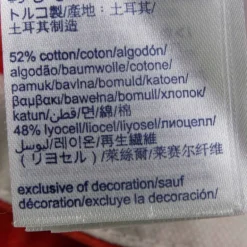 トルコ製/產地：土耳其/
土耳其制造
52% cotton/coton/algodón/
algodão/baumwolle/cotone/
pamuk/bavlna/bomuld/katoen/
βαμβακι/bawełna/bomull/хлопок/
katun/قطن/면/綿/棉
48% lyocell/liocel/liyosel/лиоцелл/
ليوسل/레이온/再生繊維
(リヨセル)/萊絲爾/莱赛尔纤维
exclusive of decoration/sauf
décoration/excluye la decoración/